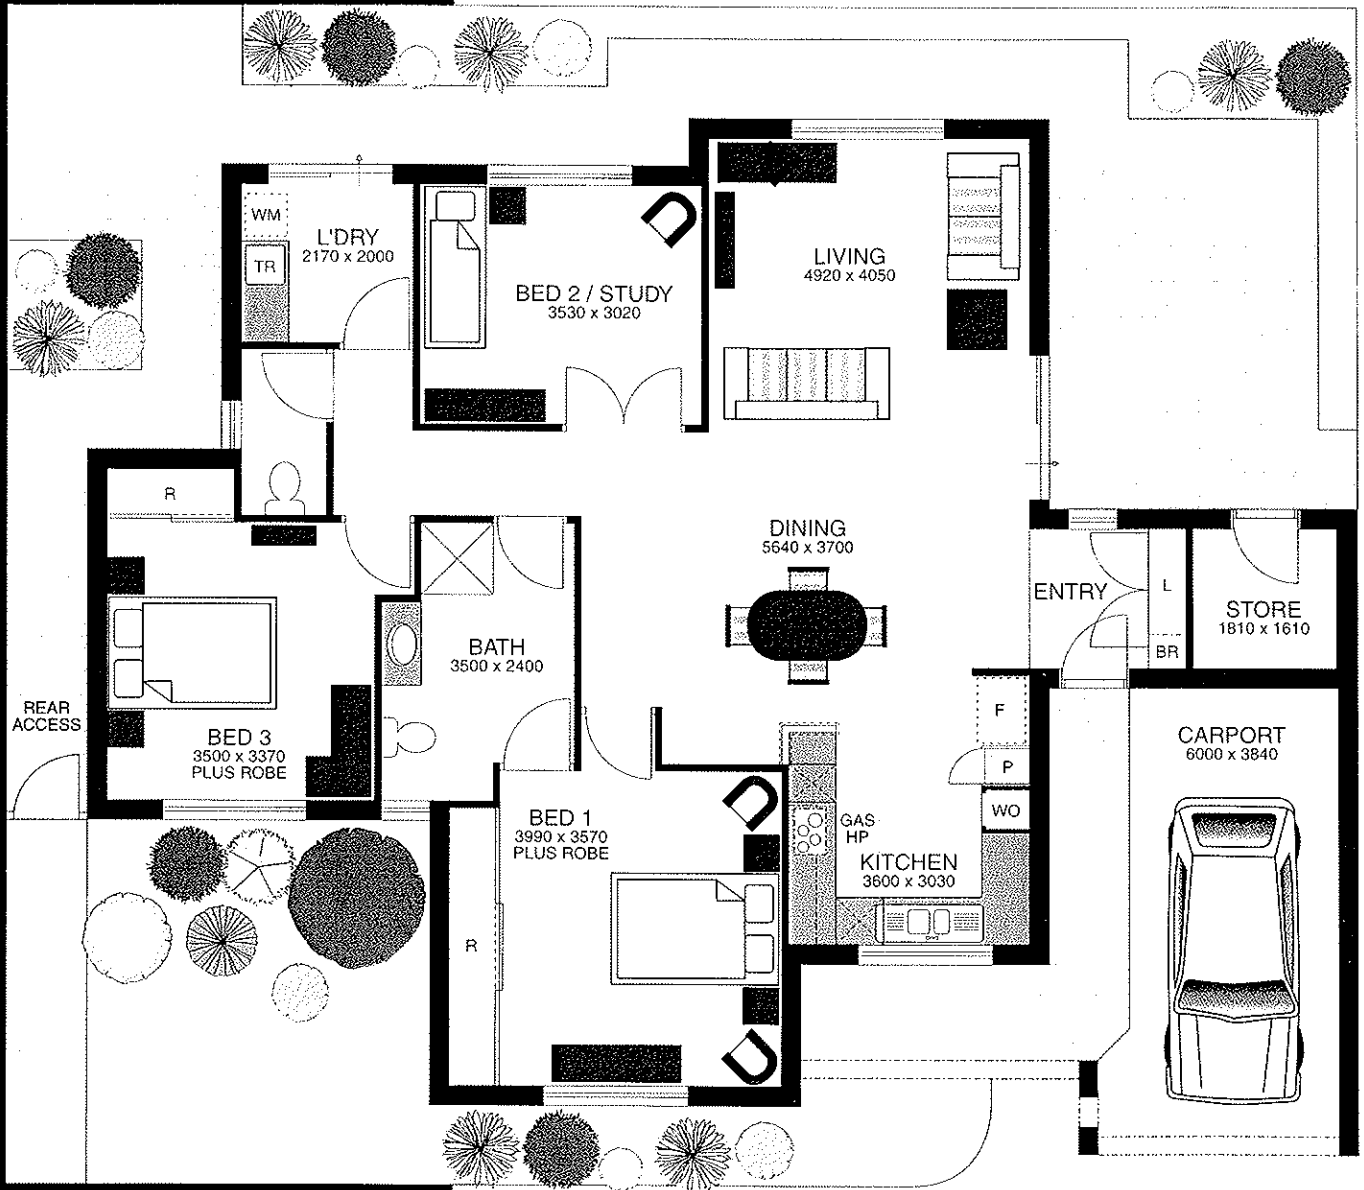 WM
TR
L'DRY
2170 x 2000
BED 2 / STUDY
3530 x 3020
LIVING
4920 x 4050
R
DINING
5640 x 3700
ENTRY
L
BR
STORE
1810 x 1610
BATH
3500 x 2400
REAR
ACCESS
BED 3
3500 x 3370
PLUS ROBE
F
P
WO
CARPORT
6000 x 3840
BED 1
3990 x 3570
PLUS ROBE
GAS
HP
KITCHEN
3600 x 3030
R